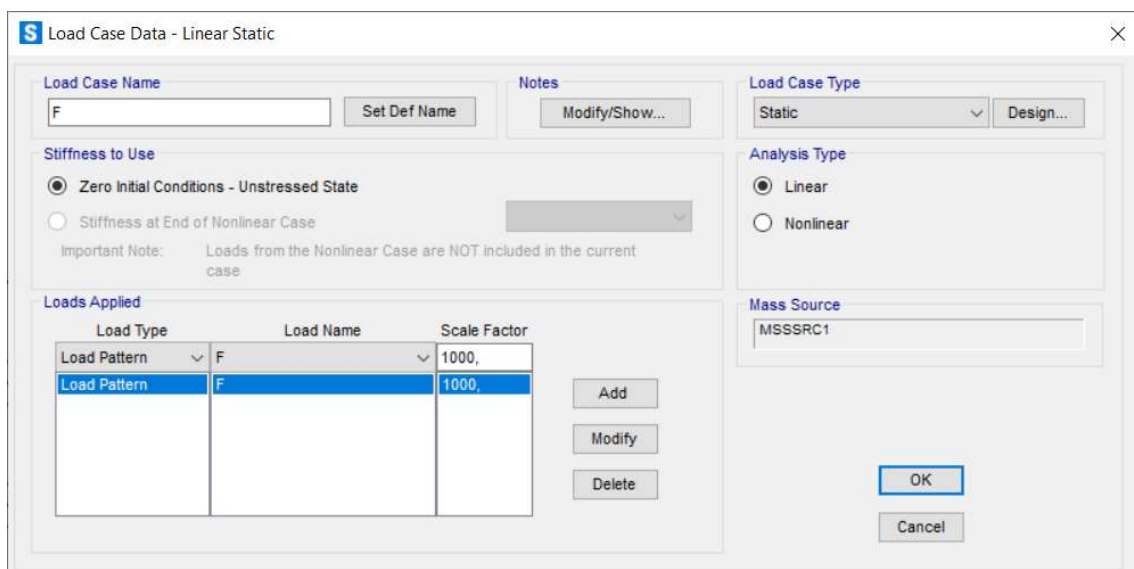 S Load Case Data - Linear Static
Load Case Name
F
Set Def Name
Notes
Modify/Show...
Load Case Type
Static
Design...
Stiffness to Use
Zero Initial Conditions - Unstressed State
Stiffness at End of Nonlinear Case
Important Note: Loads from the Nonlinear Case are NOT included in the current
case
Analysis Type
Linear
Nonlinear
Loads Applied
Load Type Load Name Scale Factor
Load Pattern F 1000,
Load Pattern F 1000,
Add
Modify
Delete
Mass Source
MSSSRC1
OK
Cancel